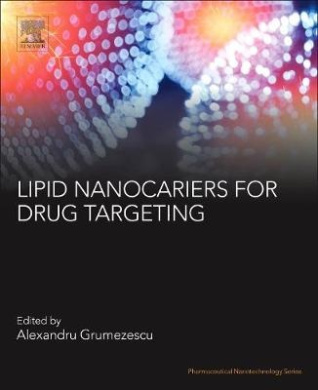 ELSEVIER
LIPID NANOCARIERS FOR
DRUG TARGETING
Edited by
Alexandru Grumezescu
Pharmaceutical Nanotechnology Series